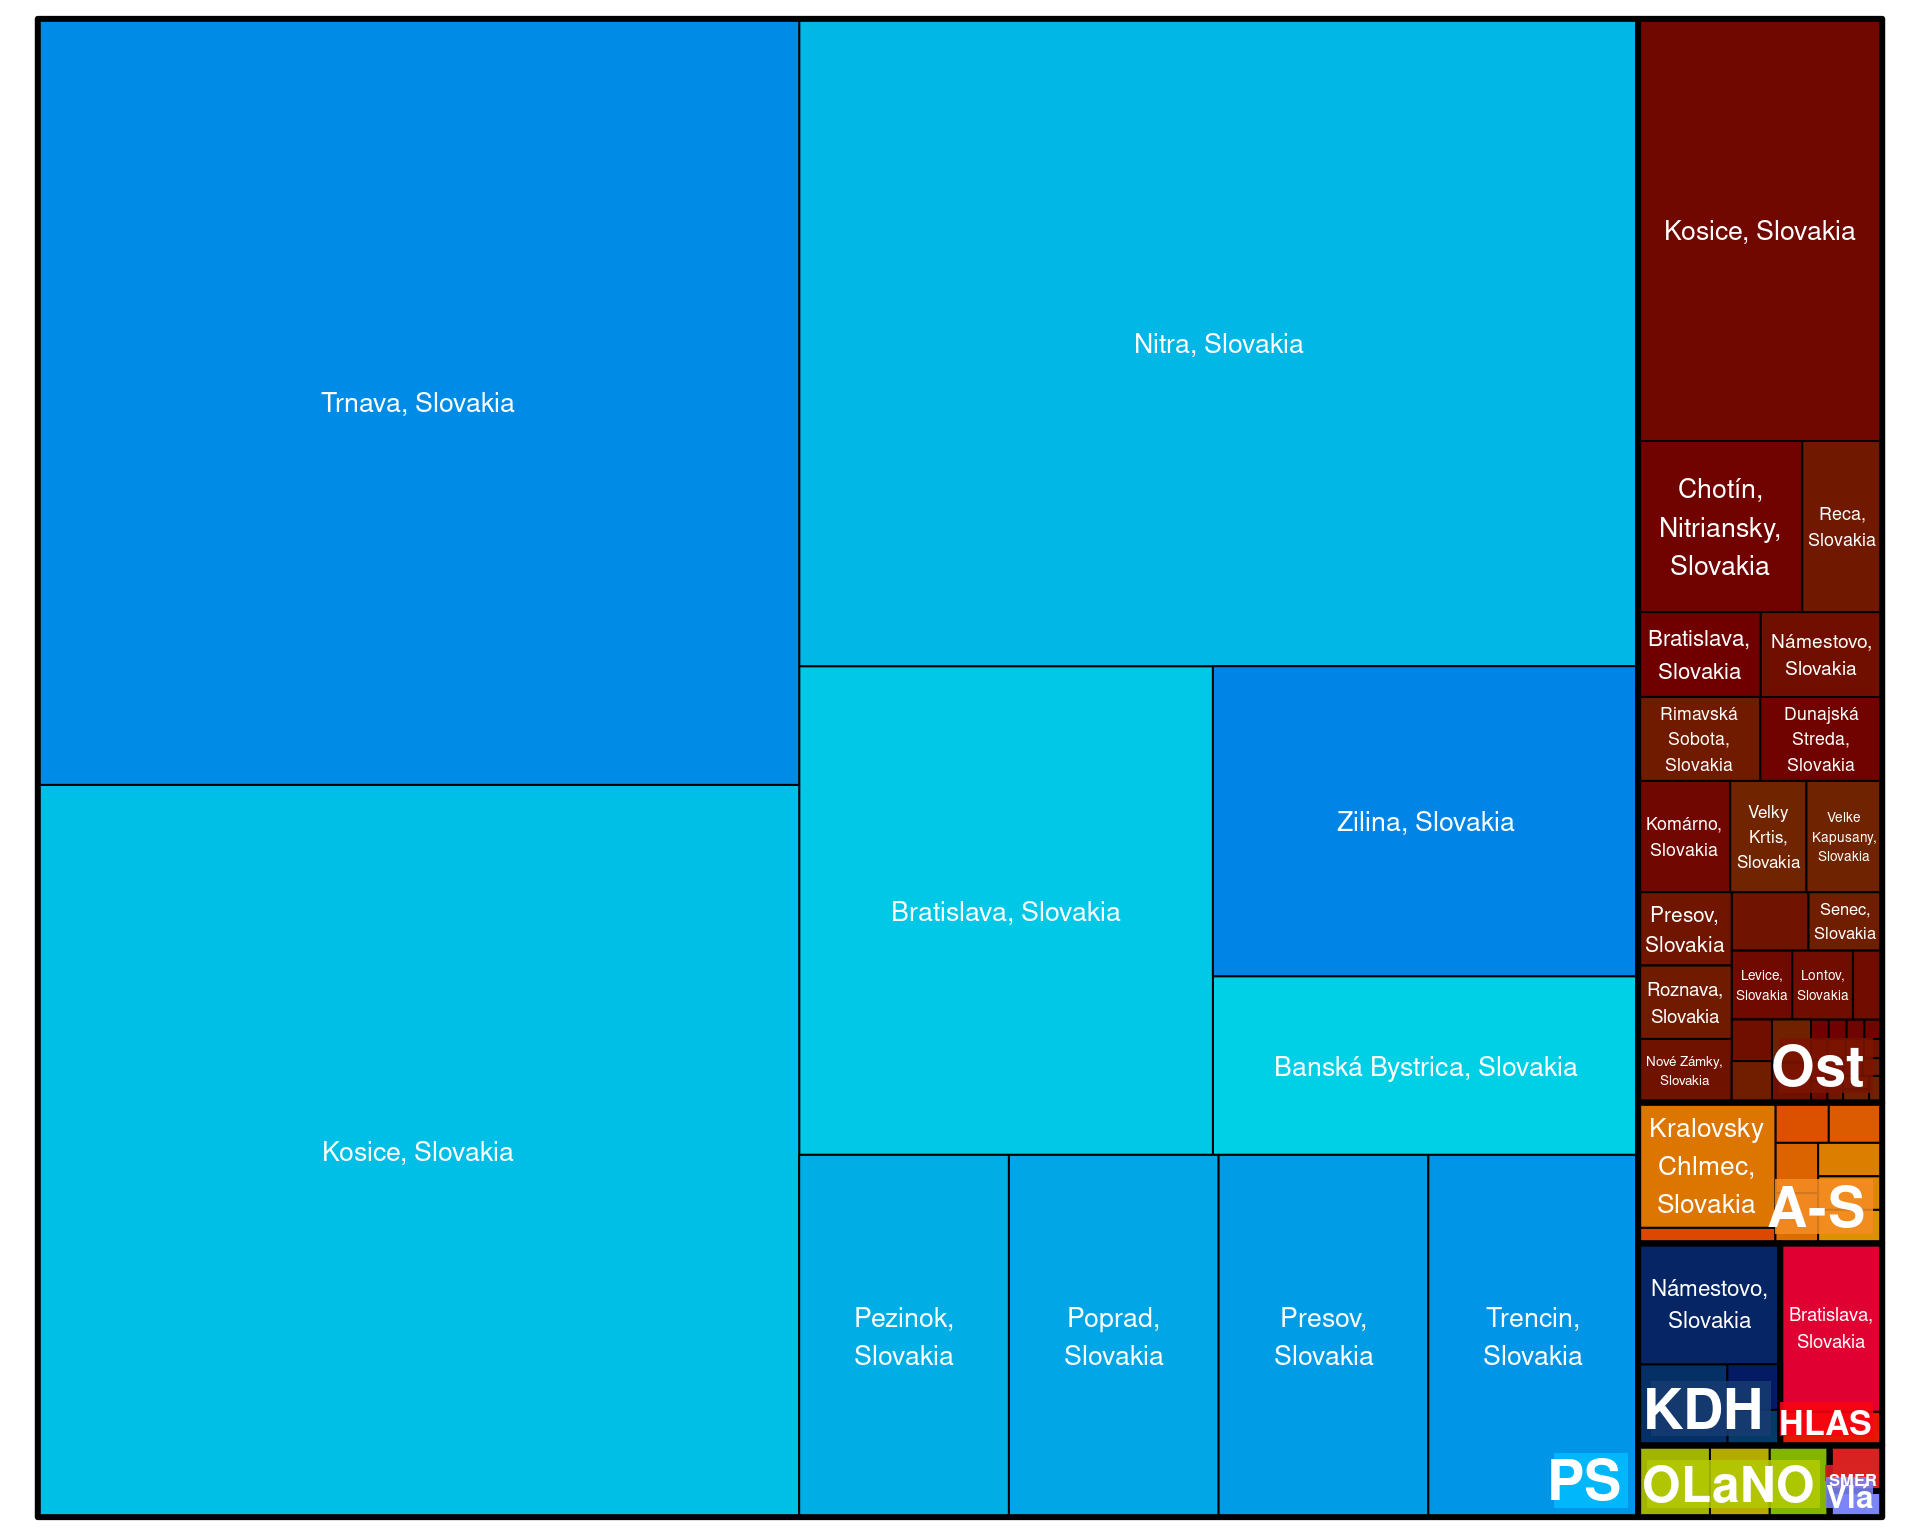 Trnava, Slovakia
Nitra, Slovakia
Kosice, Slovakia
Bratislava, Slovakia
Zilina, Slovakia
Banská Bystrica, Slovakia
Pezinok,
Slovakia
Poprad,
Slovakia
Presov,
Slovakia
Trencin,
Slovakia
PS
Kosice, Slovakia
Chotín,
Nitriansky,
Slovakia
Reca,
Slovakia
Bratislava,
Slovakia
Námestovo,
Slovakia
Rimavská
Sobota,
Slovakia
Dunajská
Streda,
Slovakia
Komárno,
Slovakia
Velky
Krtis,
Slovakia
Velke
Kapusany,
Slovakia
Presov,
Slovakia
Senec,
Slovakia
Roznava,
Slovakia
Levice,
Slovakia
Lontov,
Slovakia
Nové Zámky,
Slovakia
Ost
Kralovsky
Chlmec,
Slovakia
A-S
Námestovo,
Slovakia
KDH
Bratislava,
Slovakia
HLAS
OLaNO
SMER
Vlá